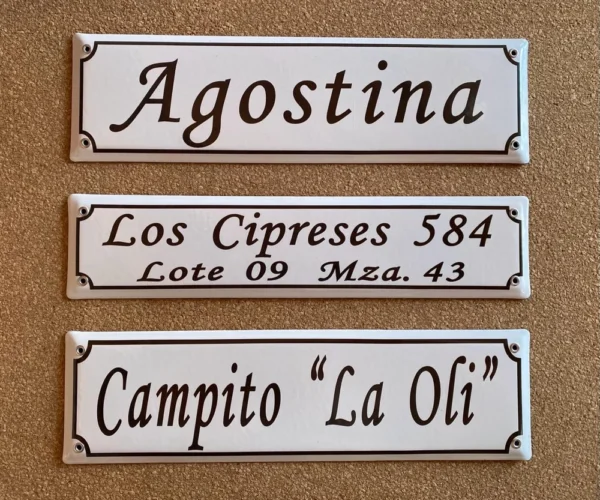 Agostina
Los Cipreses 584
Lote 09 Mza. 43
Campito “La Oli”